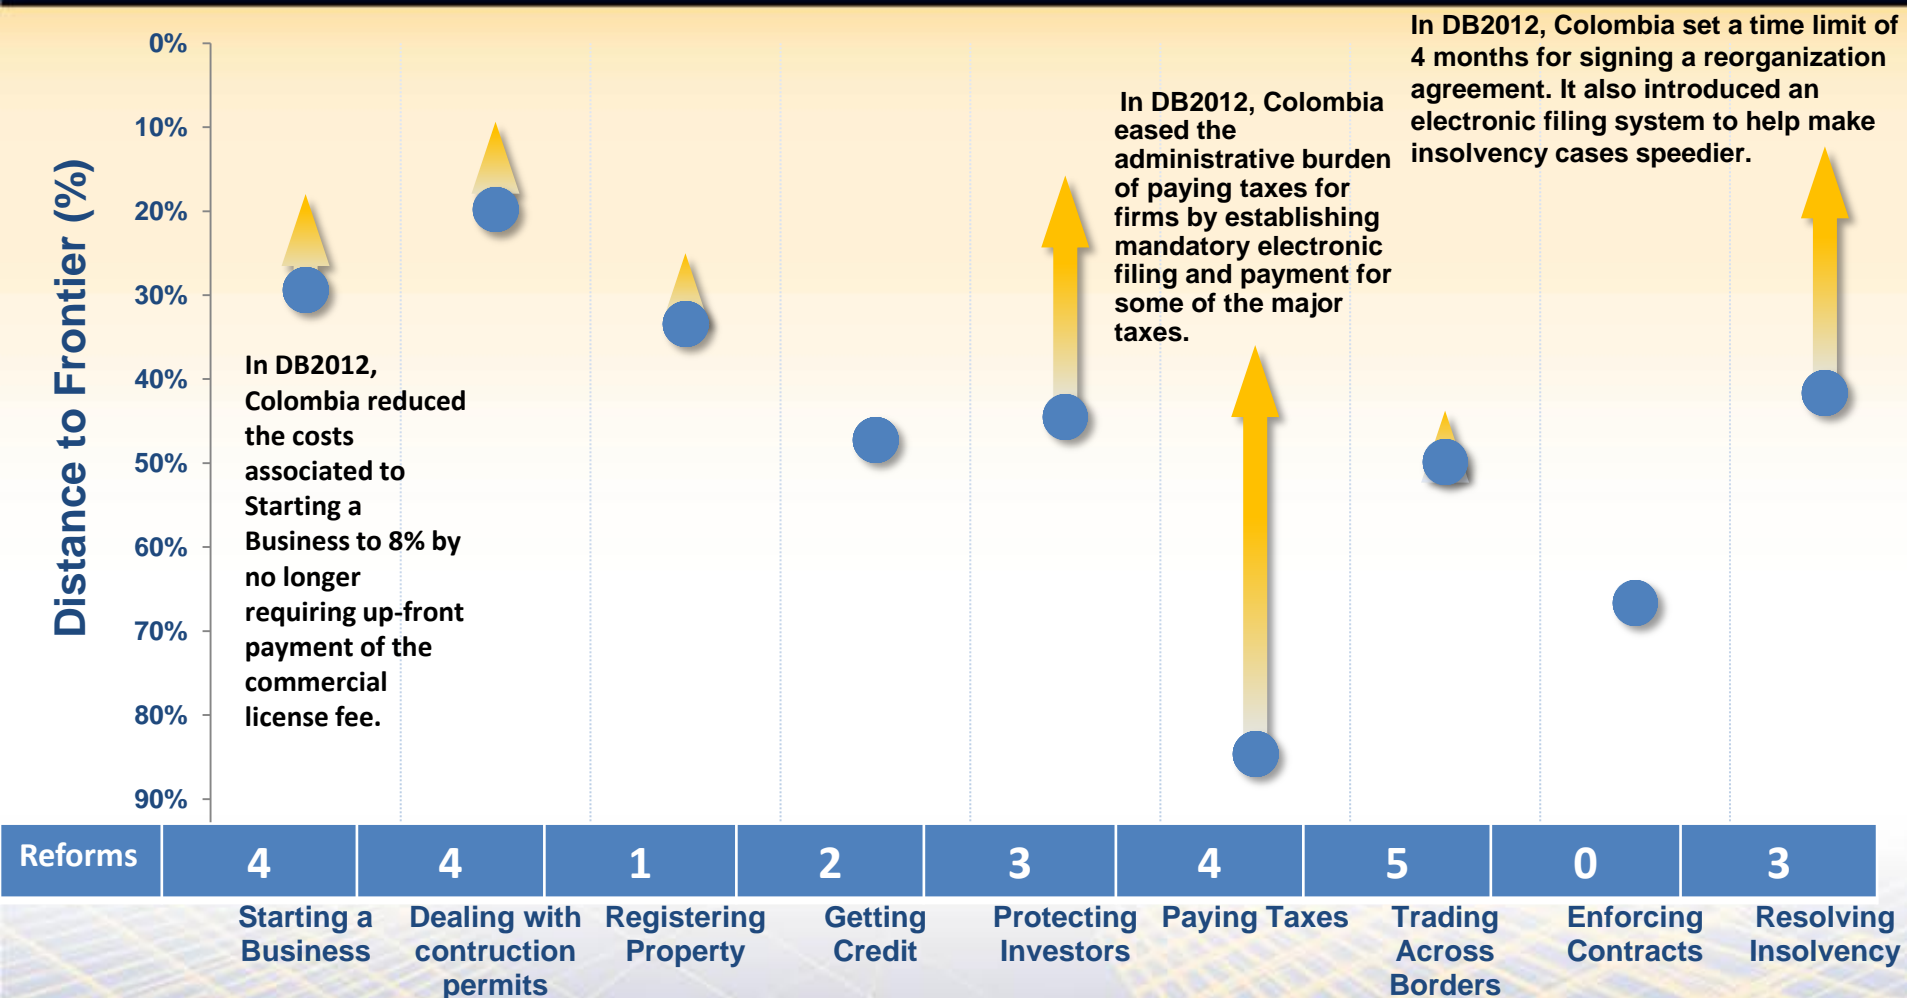 In DB2012, Colombia set a time limit of
4 months for signing a reorganization
agreement. It also introduced an
electronic filing system to help make
insolvency cases speedier.
In DB2012, Colombia
eased the
administrative burden
of paying taxes for
firms by establishing
mandatory electronic
filing and payment for
some of the major
taxes.
Distance to Frontier (%)
0%
10%
20%
30%
40%
50%
60%
70%
80%
90%
In DB2012,
Colombia reduced
the costs
associated to
Starting a
Business to 8% by
no longer
requiring up-front
payment of the
commercial
license fee.
Reforms 4 4 1 2 3 4 5 0 3
Starting a
Business
Dealing with
contruction
permits
Registering
Property
Getting
Credit
Protecting
Investors
Paying Taxes
Trading
Across
Borders
Enforcing
Contracts
Resolving
Insolvency